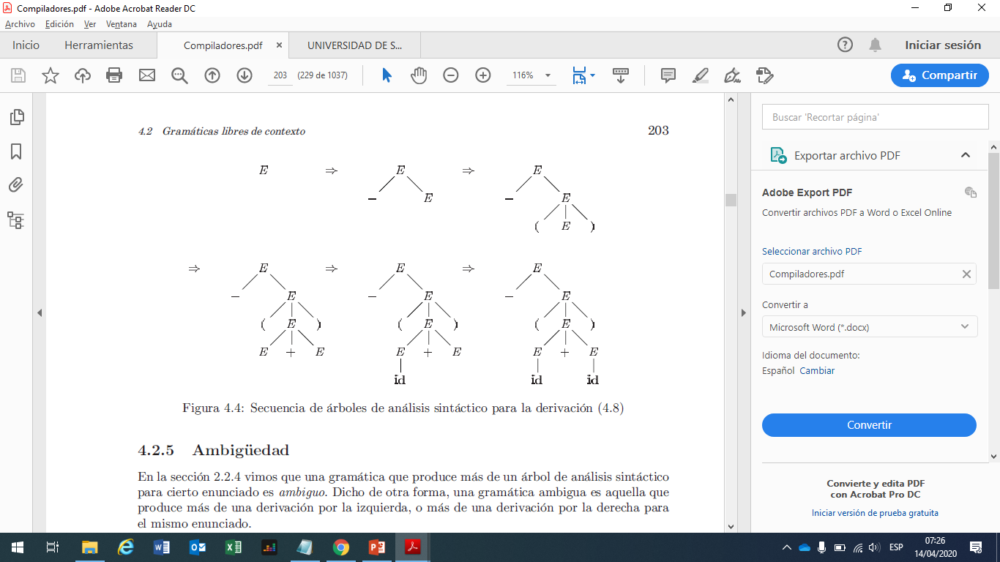 Compiladores.pdf - Adobe Acrobat Reader DC
Archivo Edición Ver Ventana Ayuda
Inicio Herramientas Compiladores.pdf × UNIVERSIDAD DE S... Iniciar sesión
203 (229 de 1037) 116% Compartir
4.2 Gramáticas libres de contexto 203
E ⇒ E ⇒ E
− E − E
( E )
⇒ E ⇒ E ⇒ E
− E − E − E
( E ) ( E ) ( E )
E + E E + E E + E
id id id
Figura 4.4: Secuencia de árboles de análisis sintáctico para la derivación (4.8)
4.2.5 Ambigüedad
En la sección 2.2.4 vimos que una gramática que produce más de un árbol de análisis sintáctico
para cierto enunciado es ambiguo. Dicho de otra forma, una gramática ambigua es aquella que
produce más de una derivación por la izquierda, o más de una derivación por la derecha para
el mismo enunciado.
Buscar 'Recortar página'
Exportar archivo PDF
Adobe Export PDF
Convertir archivos PDF a Word o Excel Online
Seleccionar archivo PDF
Compiladores.pdf
Convertir a
Microsoft Word (*.docx)
Idioma del documento:
Español Cambiar
Convertir
Convierte y edita PDF
con Acrobat Pro DC
Iniciar versión de prueba gratuita
ESP
07:26
14/04/2020